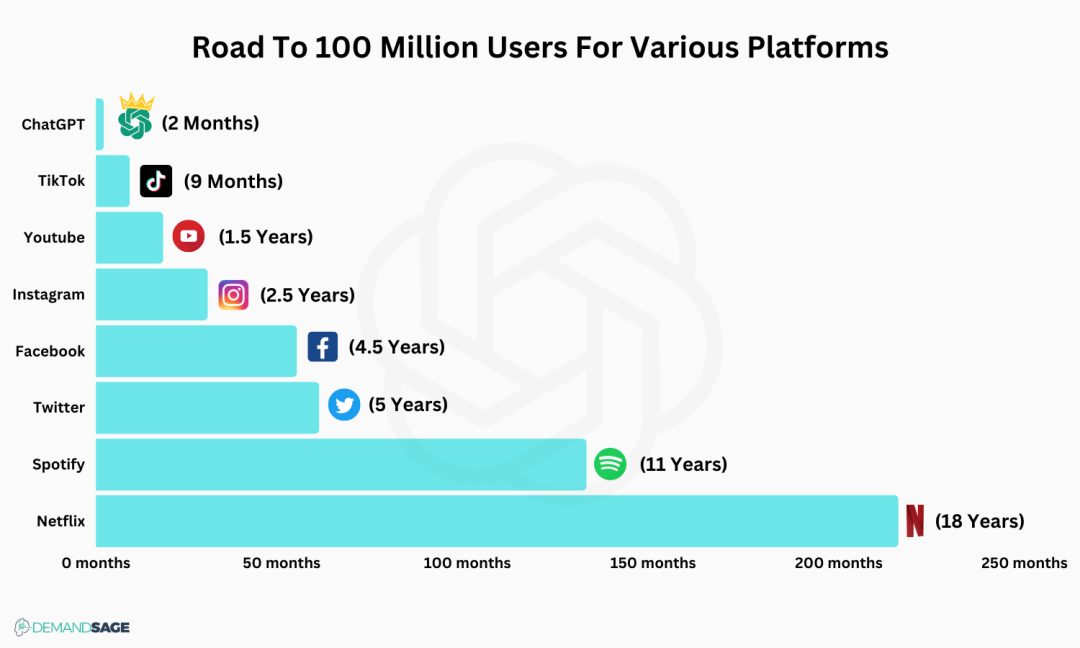 Road To 100 Million Users For Various Platforms
ChatGPT (2 Months)
TikTok (9 Months)
Youtube (1.5 Years)
Instagram (2.5 Years)
Facebook (4.5 Years)
Twitter (5 Years)
Spotify (11 Years)
Netflix N (18 Years)
0 months 50 months 100 months 150 months 200 months 250 months
DEMANDSAGE